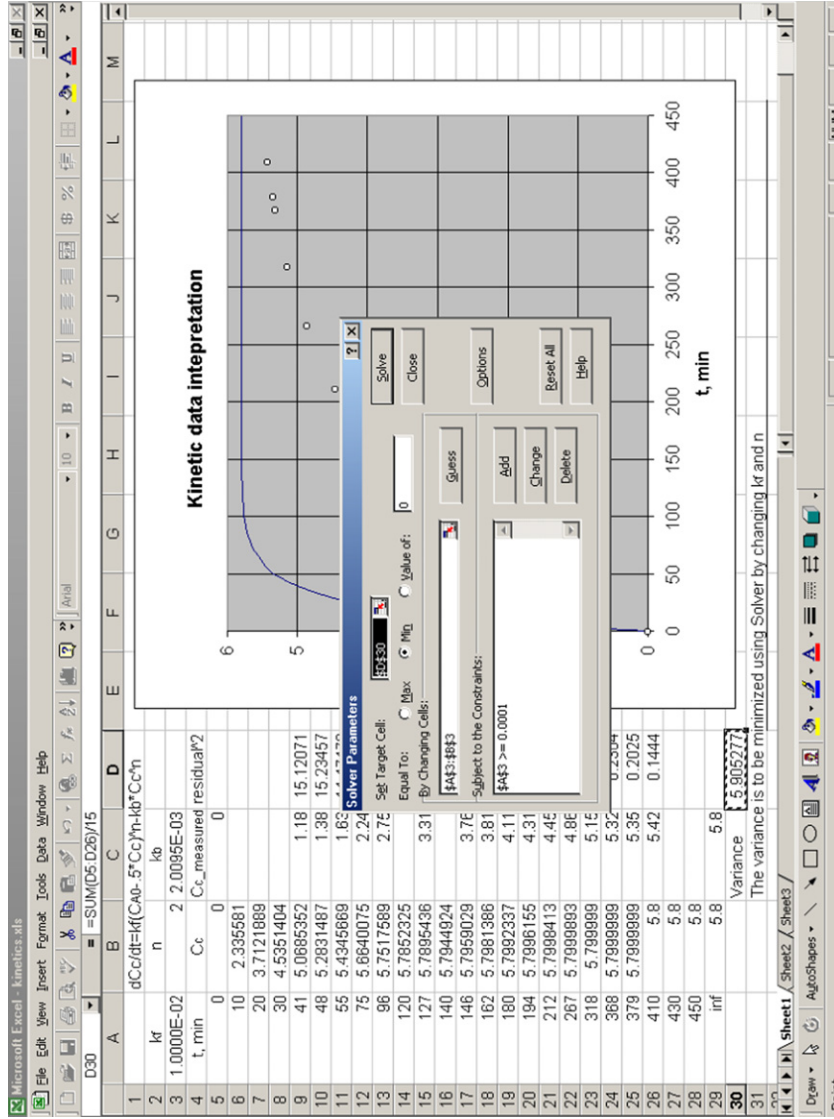 Microsoft Excel - kinetics.xls
File Edit View Insert Format Tools Data Window Help
Arial 10 B I U $ %
D30 = =SUM(D5:D26)/15
A B C D E F G H I J K L M
1 dCc/dt=kf(CA0-.5*Cc)^n-kb*Cc^n
2 kf n kb
3 1.0000E-02 2 2.0095E-03
4 t, min Cc Cc_measured residual^2
5 0 0 0
6 10 2.335581
7 20 3.7121889
8 30 4.5351404
9 41 5.0685352 1.18 15.12071
10 48 5.2831487 1.38 15.23457
11 55 5.4345669 1.63
12 75 5.6640075 2.24
13 96 5.7517589 2.75
14 120 5.7852325
15 127 5.7895436 3.31
16 140 5.7944924
17 146 5.7959029 3.76
18 162 5.7981386 3.81
19 180 5.7992337 4.11
20 194 5.7996155 4.31
21 212 5.7998413 4.45
22 267 5.7999893 4.86
23 318 5.799999 5.15
24 368 5.7999999 5.32 0.2304
25 379 5.7999999 5.35 0.2025
26 410 5.8 5.42 0.1444
27 430 5.8
28 450 5.8
29 inf 5.8 5.8
30 Variance 5.905277
31 The variance is to be minimized using Solver by changing kf and n
Kinetic data intepretation
6
5
0
0 50 100 150 200 250 300 350 400 450
t, min
Solver Parameters
Set Target Cell: $D$30
Equal To: Max Min Value of: 0
By Changing Cells:
$A$3:$B$3
Guess
Subject to the Constraints:
$A$3 >= 0.0001
Add
Change
Delete
Solve
Close
Options
Reset All
Help
Sheet1 Sheet2 Sheet3
Draw AutoShapes